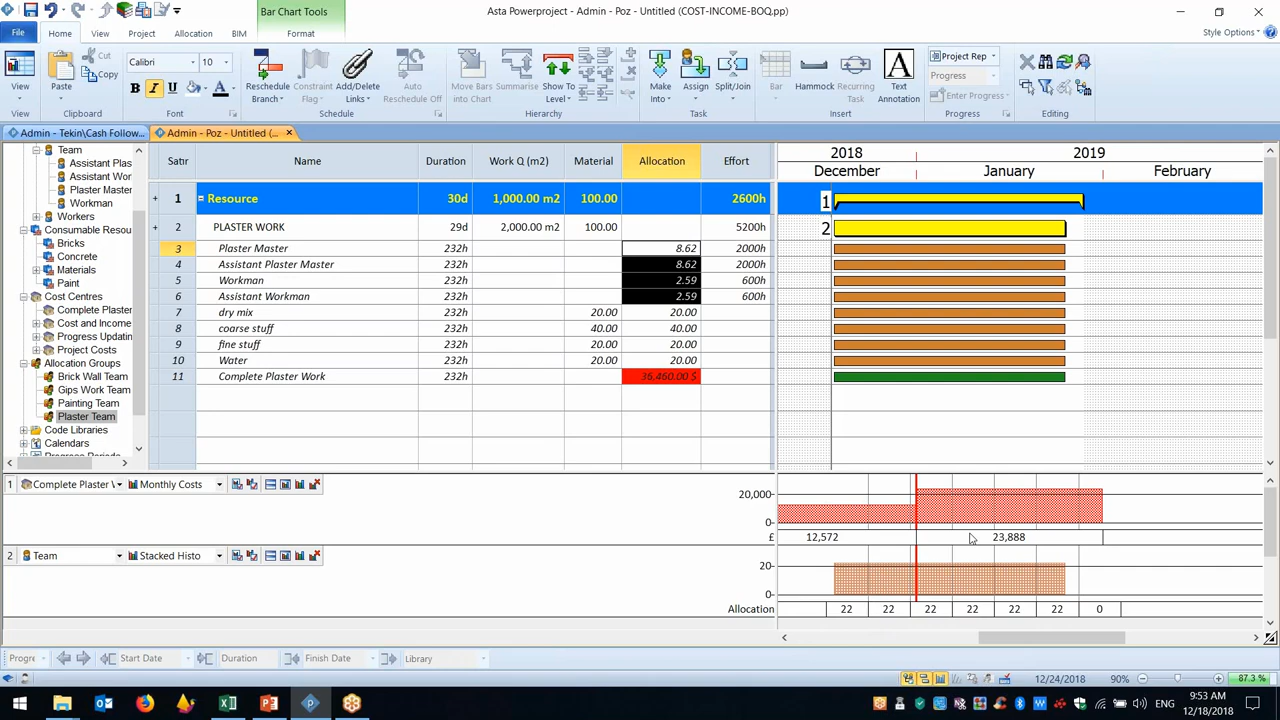 Bar Chart Tools
Asta Powerproject - Admin - Poz - Untitled (COST-INCOME-BOQ.pp)
File Home View Project Allocation BIM Format
Style Options
View Paste Cut Copy Calibri 10 B I U A
Reschedule Branch Constraint Flag Add/Delete Links Auto Reschedule Off
Move Bars into Chart Summarise Show To Level
Make Into Assign Split/Join
Bar Hammock Recurring Task Text Annotation
Project Rep
Progress
Enter Progress
View Clipboard Font Schedule Hierarchy Task Insert Progress Editing
Admin - Tekin\Cash Follow... Admin - Poz - Untitled (...
Team
Assistant Plas
Assistant Wor
Plaster Master
Workman
Workers
Consumable Resou
Bricks
Concrete
Materials
Paint
Cost Centres
Complete Plaster
Cost and Income
Progress Updatin
Project Costs
Allocation Groups
Brick Wall Team
Gips Work Team
Painting Team
Plaster Team
Code Libraries
Calendars
Satır Name Duration Work Q (m2) Material Allocation Effort
1 Resource 30d 1,000.00 m2 100.00 2600h
2 PLASTER WORK 29d 2,000.00 m2 100.00 5200h
3 Plaster Master 232h 8.62 2000h
4 Assistant Plaster Master 232h 8.62 2000h
5 Workman 232h 2.59 600h
6 Assistant Workman 232h 2.59 600h
7 dry mix 232h 20.00 20.00
8 coarse stuff 232h 40.00 40.00
9 fine stuff 232h 20.00 20.00
10 Water 232h 20.00 20.00
11 Complete Plaster Work 232h 36,460.00 $
2018 2019
December January February
1
2
1 Complete Plaster Monthly Costs
20,000
0
£ 12,572 23,888
2 Team Stacked Histo
20
0
Allocation 22 22 22 22 22 22 0
Progre Start Date Duration Finish Date Library
12/24/2018 90% 87.3 %
ENG 9:53 AM
12/18/2018